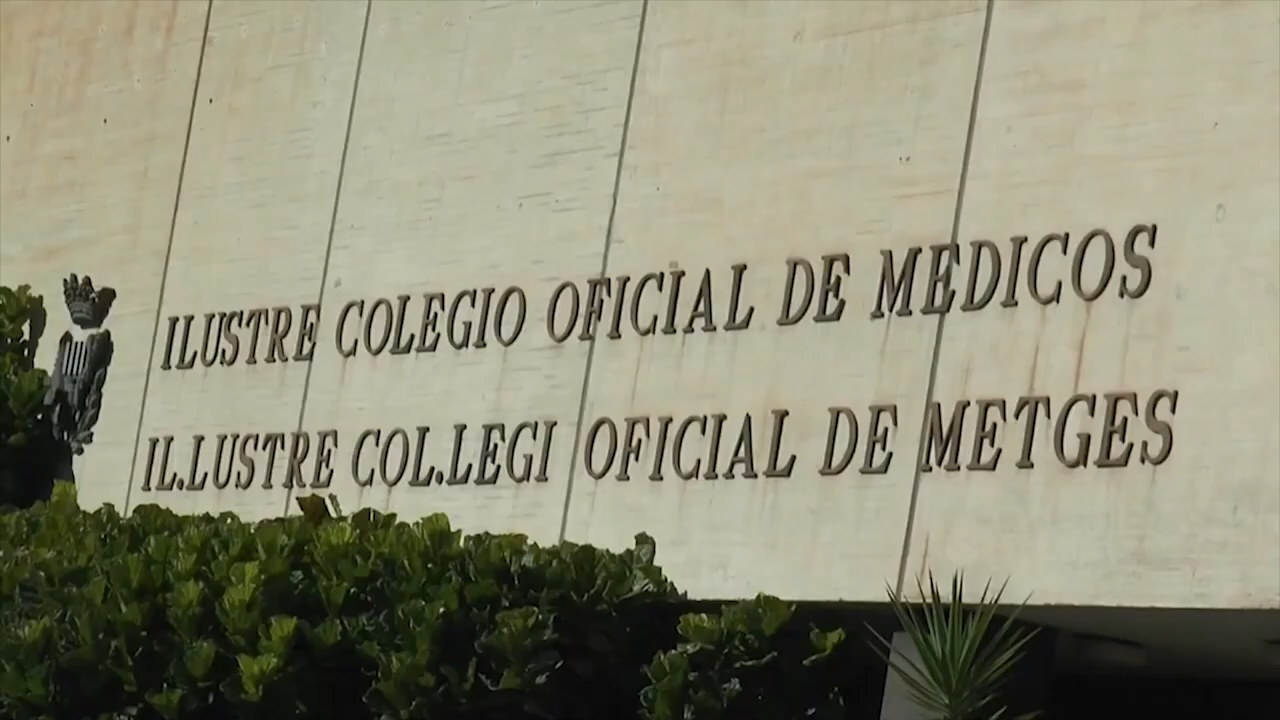 ILUSTRE COLEGIO OFICIAL DE MEDICOS
IL.LUSTRE COL.LEGI OFICIAL DE METGES